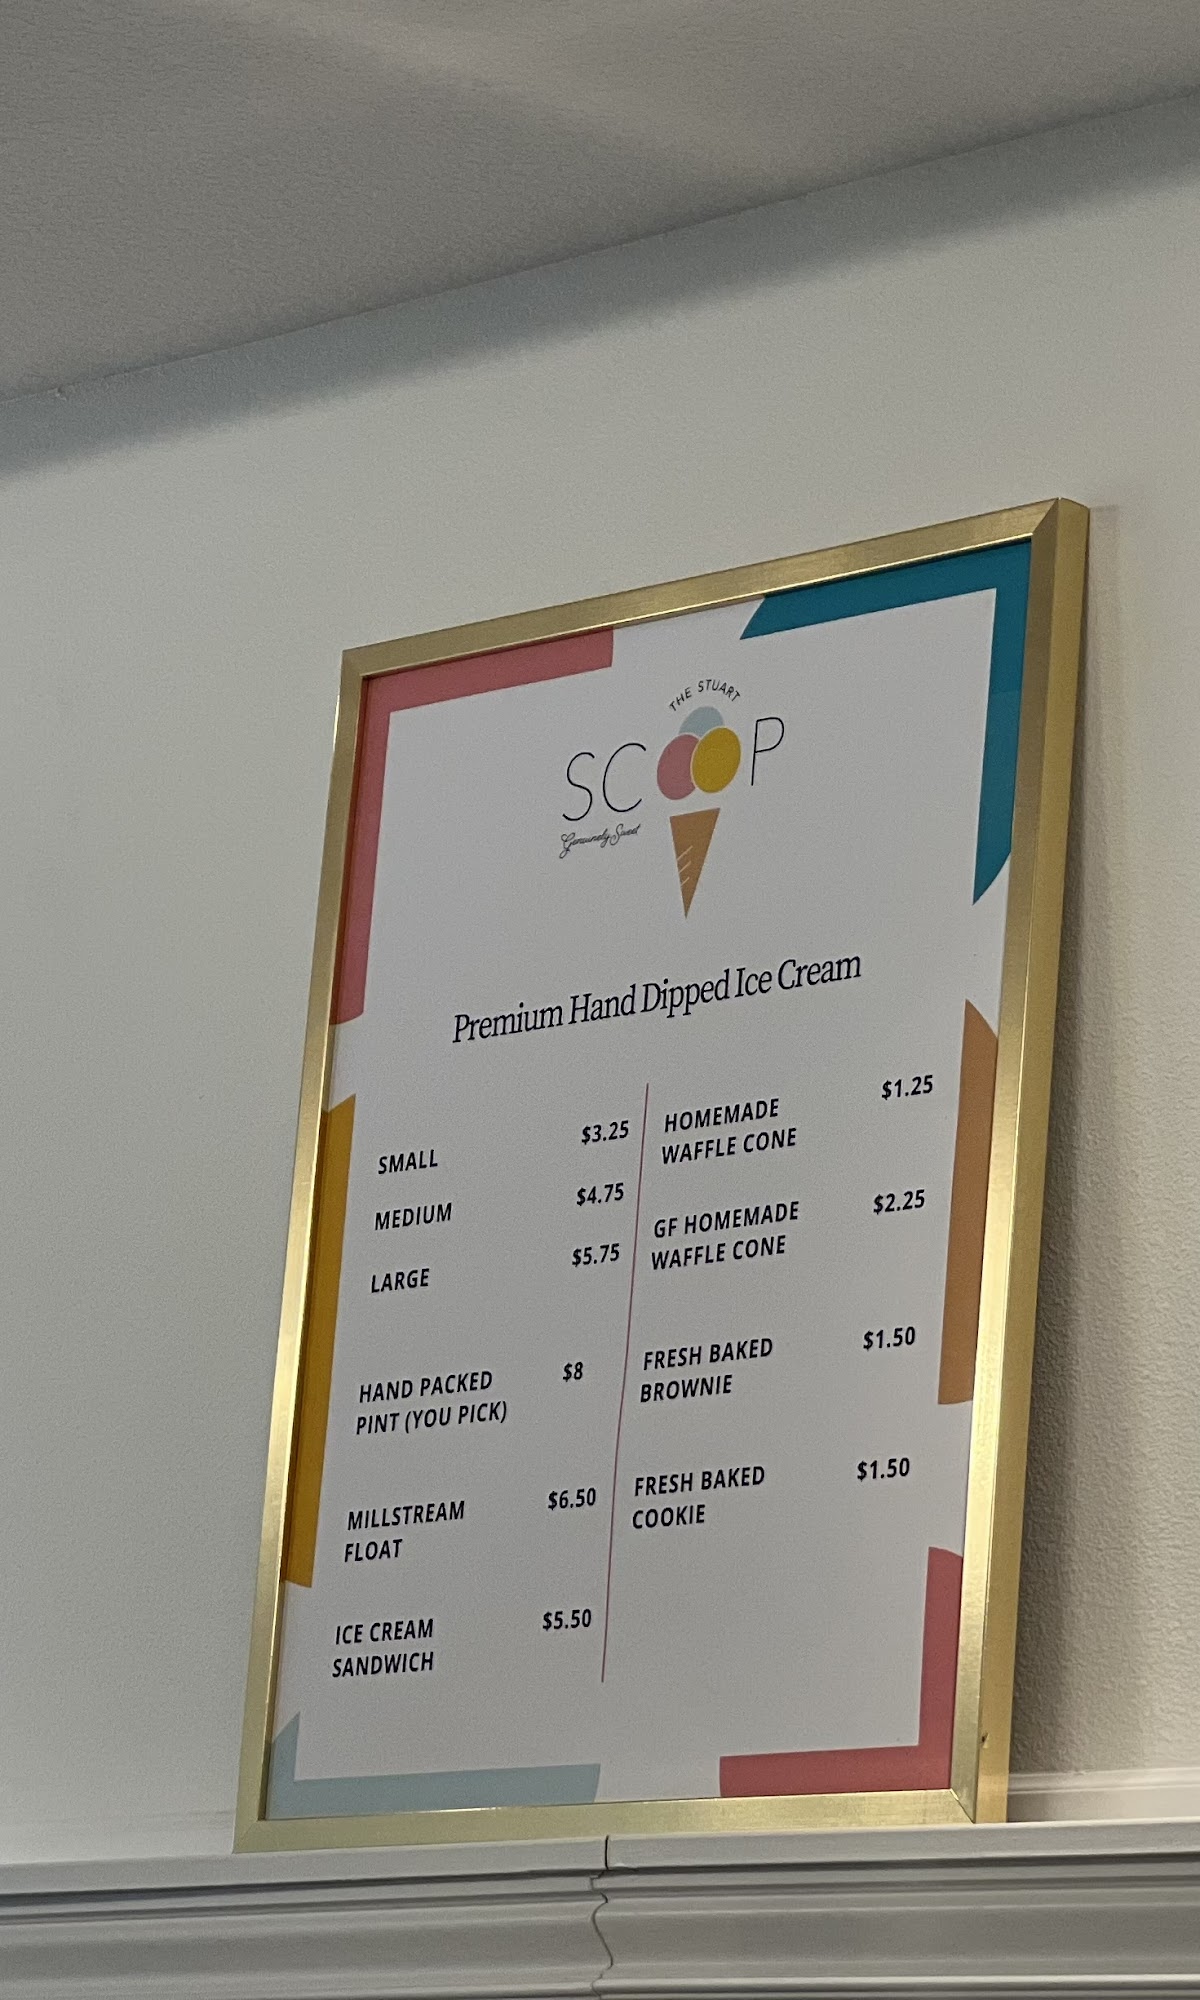 THE STUART
SCOOP
Genuinely Sweet
Premium Hand Dipped Ice Cream
SMALL $3.25
MEDIUM $4.75
LARGE $5.75
HAND PACKED $8
PINT (YOU PICK)
MILLSTREAM $6.50
FLOAT
ICE CREAM $5.50
SANDWICH
HOMEMADE $1.25
WAFFLE CONE
GF HOMEMADE $2.25
WAFFLE CONE
FRESH BAKED $1.50
BROWNIE
FRESH BAKED $1.50
COOKIE